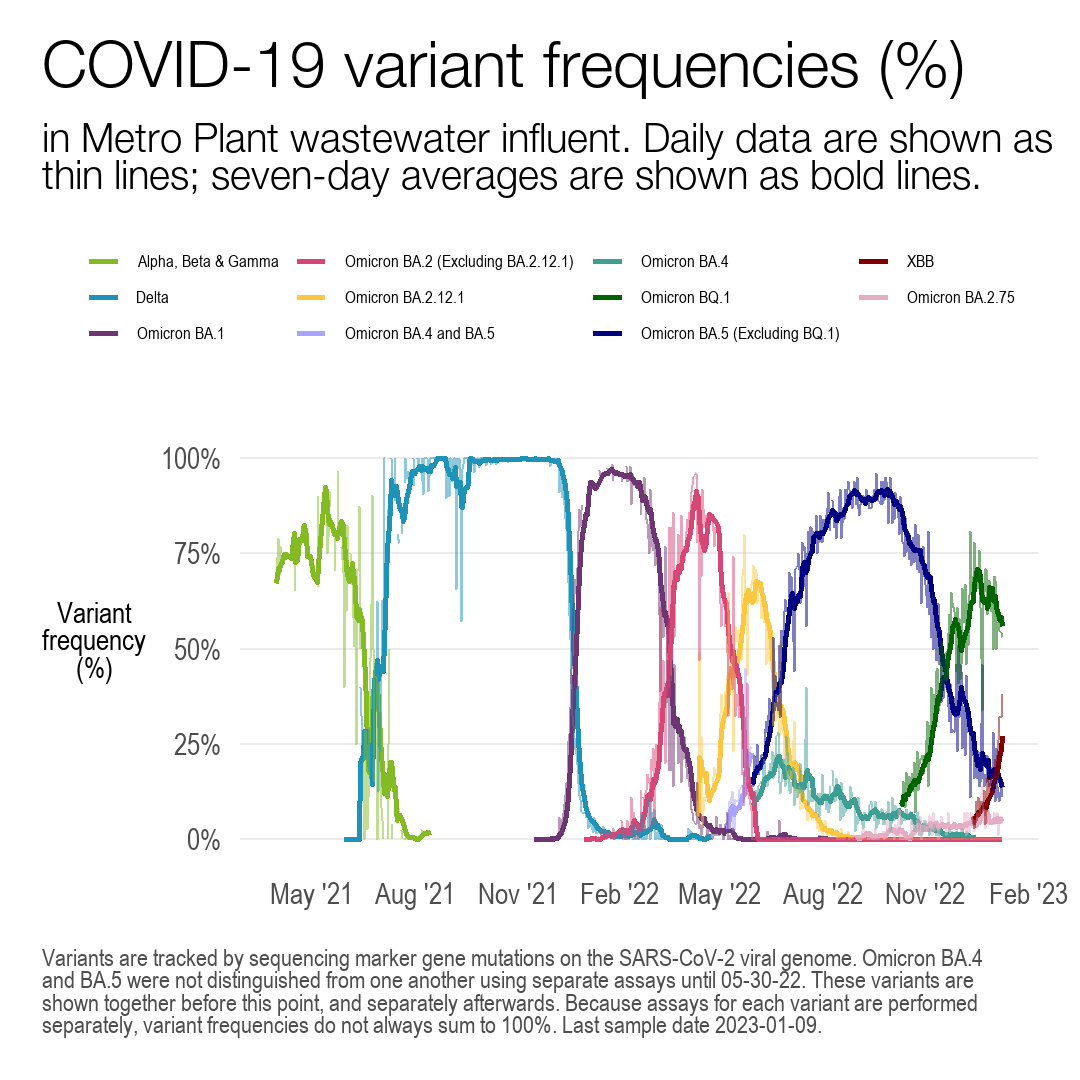 COVID-19 variant frequencies (%)
in Metro Plant wastewater influent. Daily data are shown as
thin lines; seven-day averages are shown as bold lines.
Alpha, Beta & Gamma
Omicron BA.2 (Excluding BA.2.12.1)
Omicron BA.4
XBB
Delta
Omicron BA.2.12.1
Omicron BQ.1
Omicron BA.2.75
Omicron BA.1
Omicron BA.4 and BA.5
Omicron BA.5 (Excluding BQ.1)
100%
75%
Variant
frequency
(%)
50%
25%
0%
May '21
Aug '21
Nov '21
Feb '22
May '22
Aug '22
Nov '22
Feb '23
Variants are tracked by sequencing marker gene mutations on the SARS-CoV-2 viral genome. Omicron BA.4
and BA.5 were not distinguished from one another using separate assays until 05-30-22. These variants are
shown together before this point, and separately afterwards. Because assays for each variant are performed
separately, variant frequencies do not always sum to 100%. Last sample date 2023-01-09.